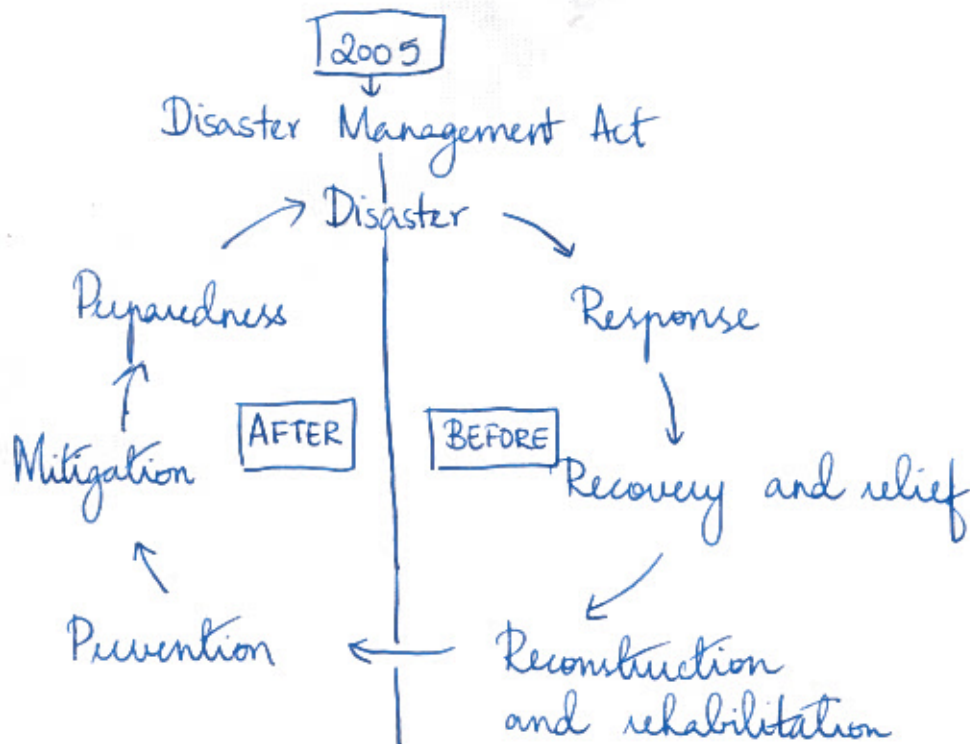 2005
Disaster Management Act
Disaster
Preparedness
Response
AFTER
BEFORE
Mitigation
Recovery and relief
Prevention
Reconstruction
and rehabilitation